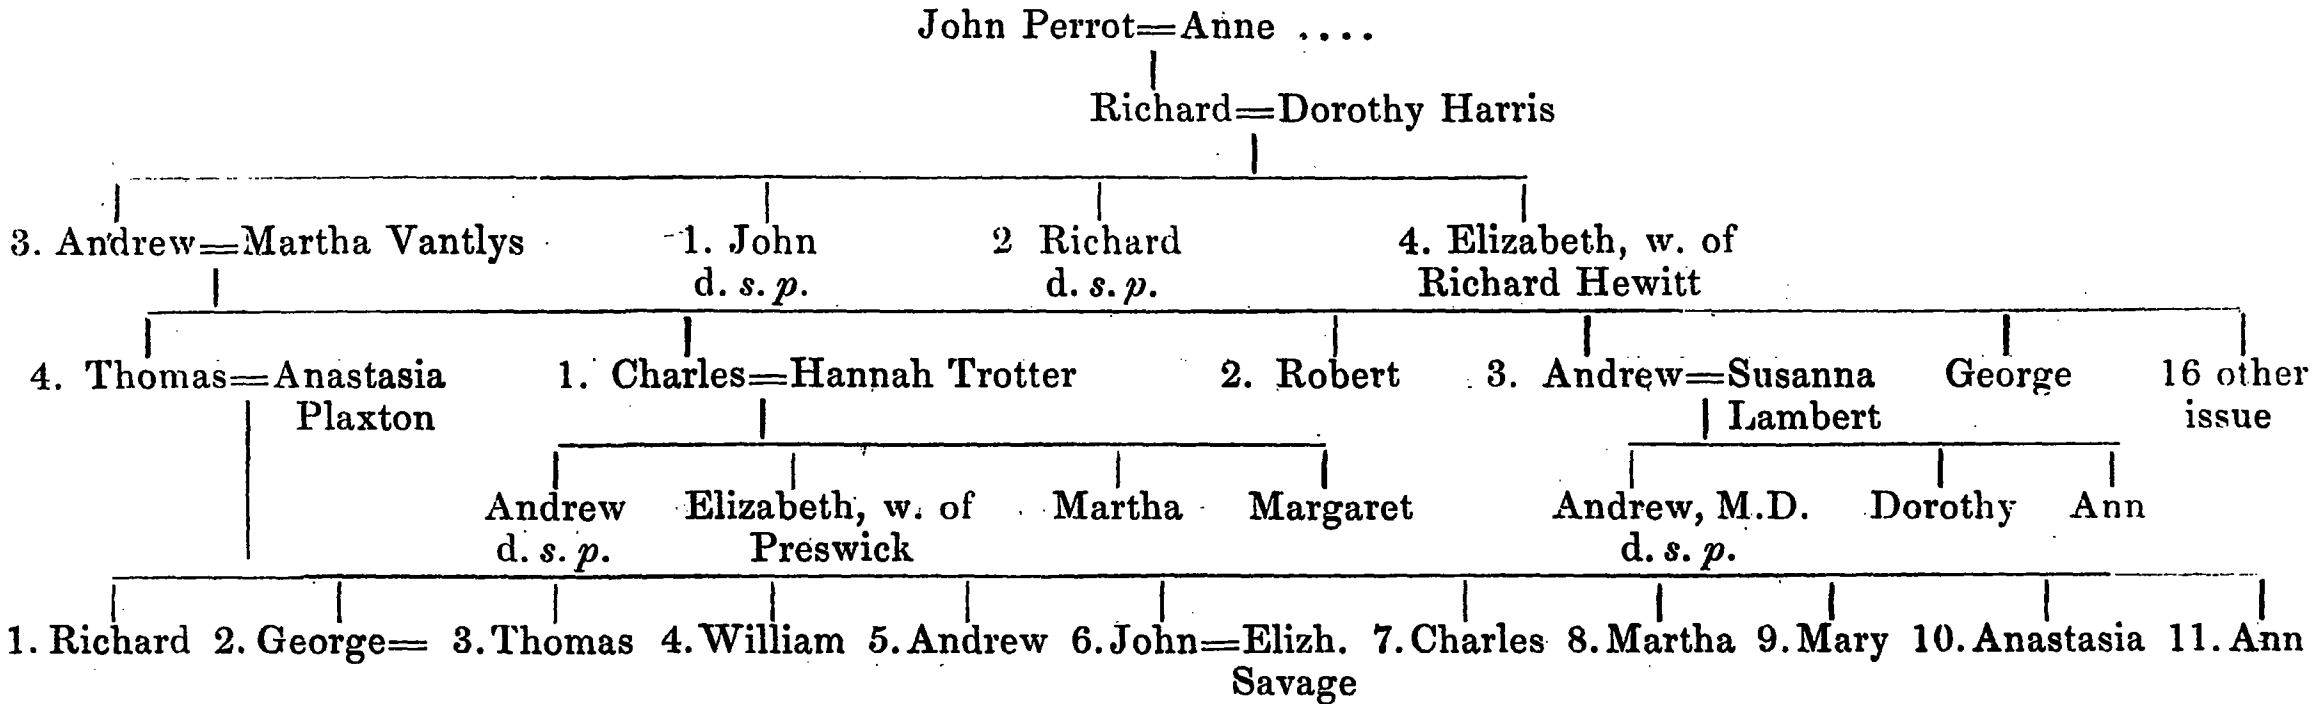 John Perrot=Anne ....
Richard=Dorothy Harris
3. Andrew=Martha Vantlys 1. John 2 Richard 4. Elizabeth, w. of
d. s. p. d. s. p. Richard Hewitt
4. Thomas=Anastasia 1. Charles=Hannah Trotter 2. Robert 3. Andrew=Susanna George 16 other
Plaxton Lambert issue
Andrew Elizabeth, w. of Martha Margaret Andrew, M.D. Dorothy Ann
d. s. p. Preswick d. s. p.
1. Richard 2. George= 3. Thomas 4. William 5. Andrew 6. John=Elizh. 7. Charles 8. Martha 9. Mary 10. Anastasia 11. Ann
Savage